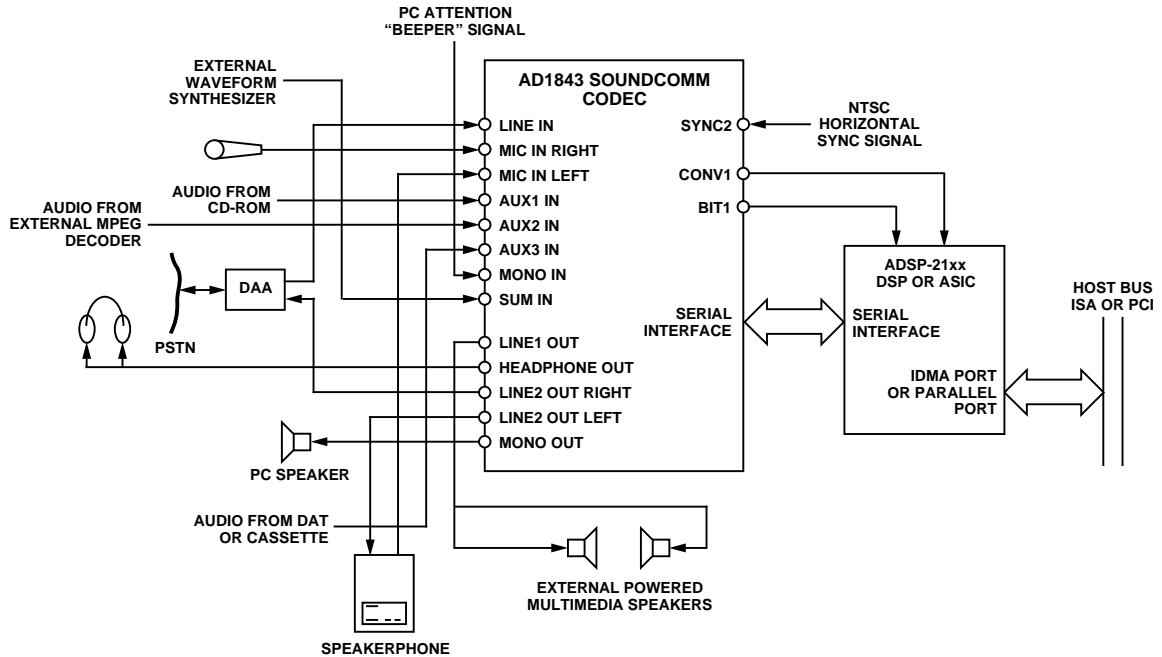 PC ATTENTION
“BEEPER” SIGNAL
EXTERNAL
WAVEFORM
SYNTHESIZER
AD1843 SOUNDCOMM
CODEC
LINE IN
MIC IN RIGHT
MIC IN LEFT
AUX1 IN
AUX2 IN
AUX3 IN
MONO IN
SUM IN
LINE1 OUT
HEADPHONE OUT
LINE2 OUT RIGHT
LINE2 OUT LEFT
MONO OUT
SYNC2
CONV1
BIT1
SERIAL
INTERFACE
NTSC
HORIZONTAL
SYNC SIGNAL
AUDIO FROM
CD-ROM
AUDIO FROM
EXTERNAL MPEG
DECODER
DAA
PSTN
ADSP-21xx
DSP OR ASIC
SERIAL
INTERFACE
IDMA PORT
OR PARALLEL
PORT
HOST BUS
ISA OR PCI
PC SPEAKER
AUDIO FROM DAT
OR CASSETTE
EXTERNAL POWERED
MULTIMEDIA SPEAKERS
SPEAKERPHONE